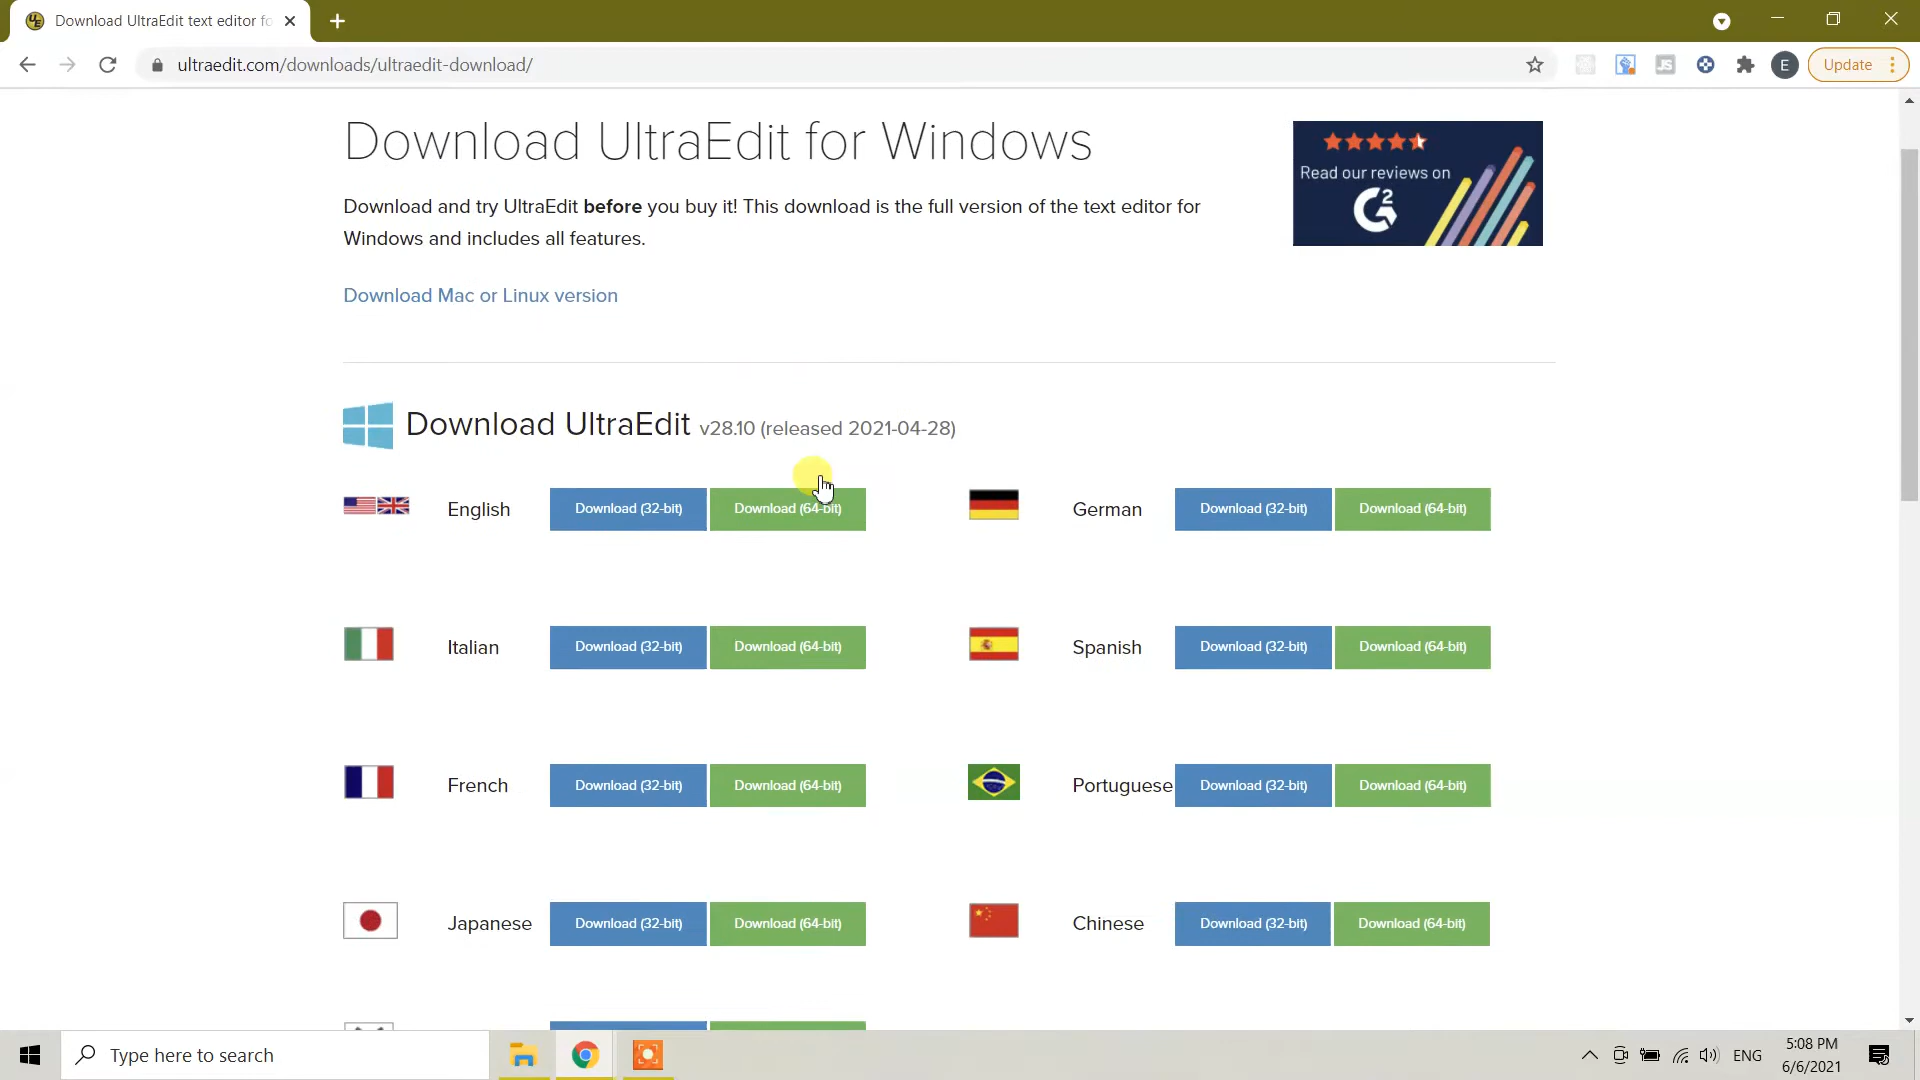 Download UltraEdit text editor fo
ultraedit.com/downloads/ultraedit-download/
JS
E
Update
Download UltraEdit for Windows
Download and try UltraEdit before you buy it! This download is the full version of the text editor for
Windows and includes all features.
Read our reviews on
G2
Download Mac or Linux version
Download UltraEdit v28.10 (released 2021-04-28)
English Download (32-bit) Download (64-bit)
German Download (32-bit) Download (64-bit)
Italian Download (32-bit) Download (64-bit)
Spanish Download (32-bit) Download (64-bit)
French Download (32-bit) Download (64-bit)
Portuguese Download (32-bit) Download (64-bit)
Japanese Download (32-bit) Download (64-bit)
Chinese Download (32-bit) Download (64-bit)
Type here to search
ENG
5:08 PM
6/6/2021